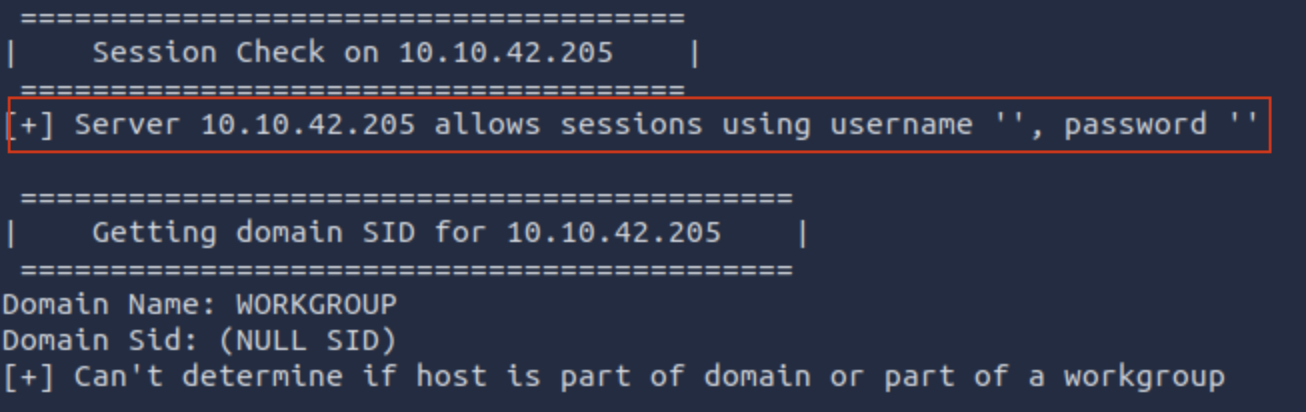 =====================================
|    Session Check on 10.10.42.205    |
=====================================
[+] Server 10.10.42.205 allows sessions using username '', password ''
===========================================
|    Getting domain SID for 10.10.42.205    |
===========================================
Domain Name: WORKGROUP
Domain Sid: (NULL SID)
[+] Can't determine if host is part of domain or part of a workgroup